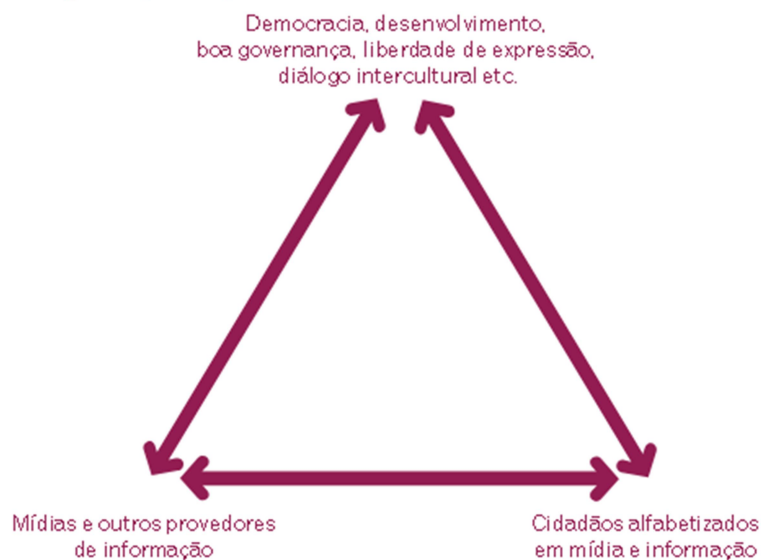 Democracia, desenvolvimento,
boa governança, liberdade de expressão,
diálogo intercultural etc.
Mídias e outros provedores
de informação
Cidadãos alfabetizados
em mídia e informação